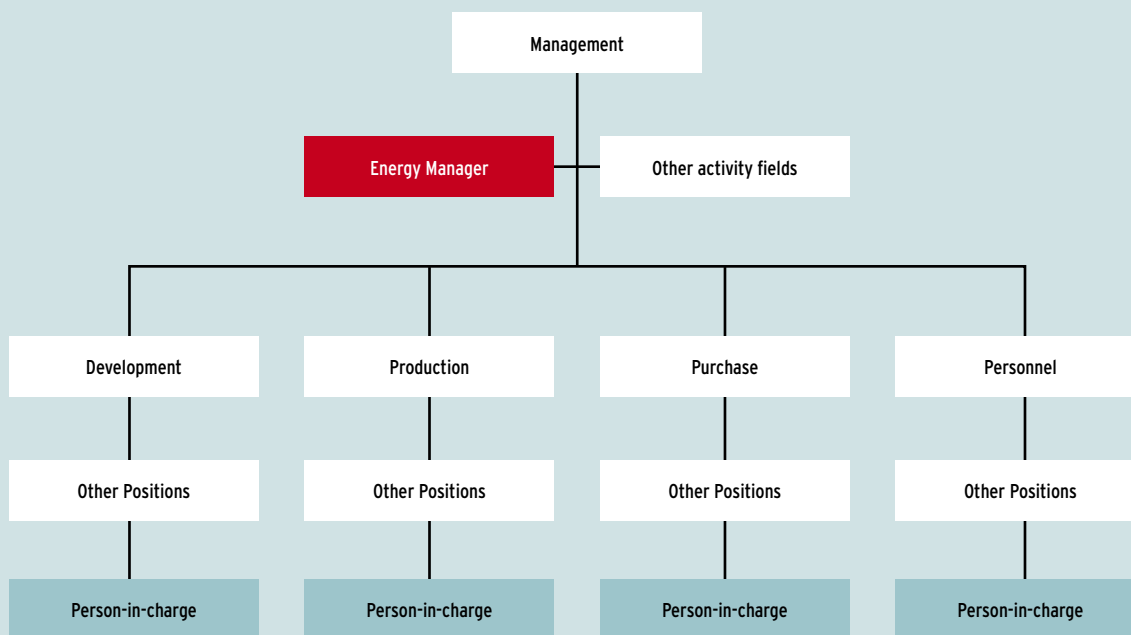 Management
Energy Manager
Other activity fields
Development
Production
Purchase
Personnel
Other Positions
Other Positions
Other Positions
Other Positions
Person-in-charge
Person-in-charge
Person-in-charge
Person-in-charge